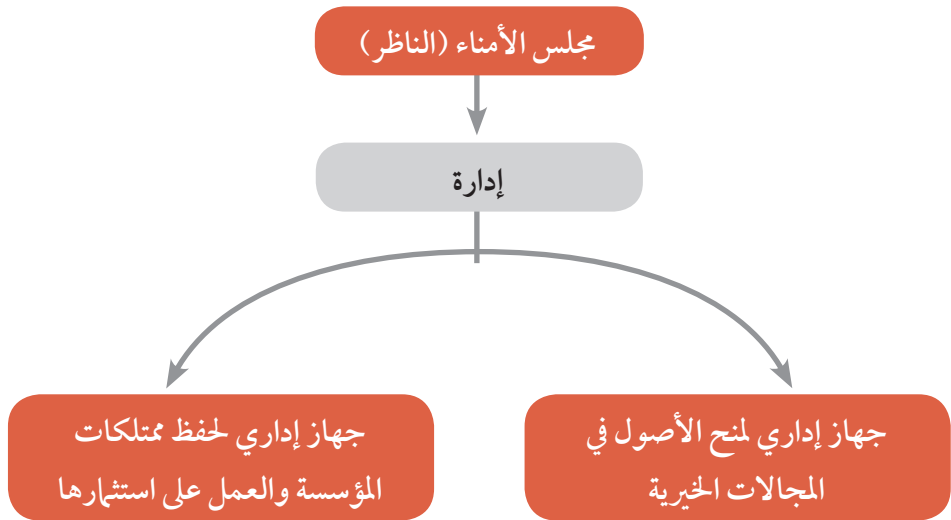 مجلس الأمناء (الناظر)
إدارة
جهاز إداري لمنح الأصول في
المجالات الخيرية
جهاز إداري لحفظ ممتلكات
المؤسسة والعمل على استثمارها